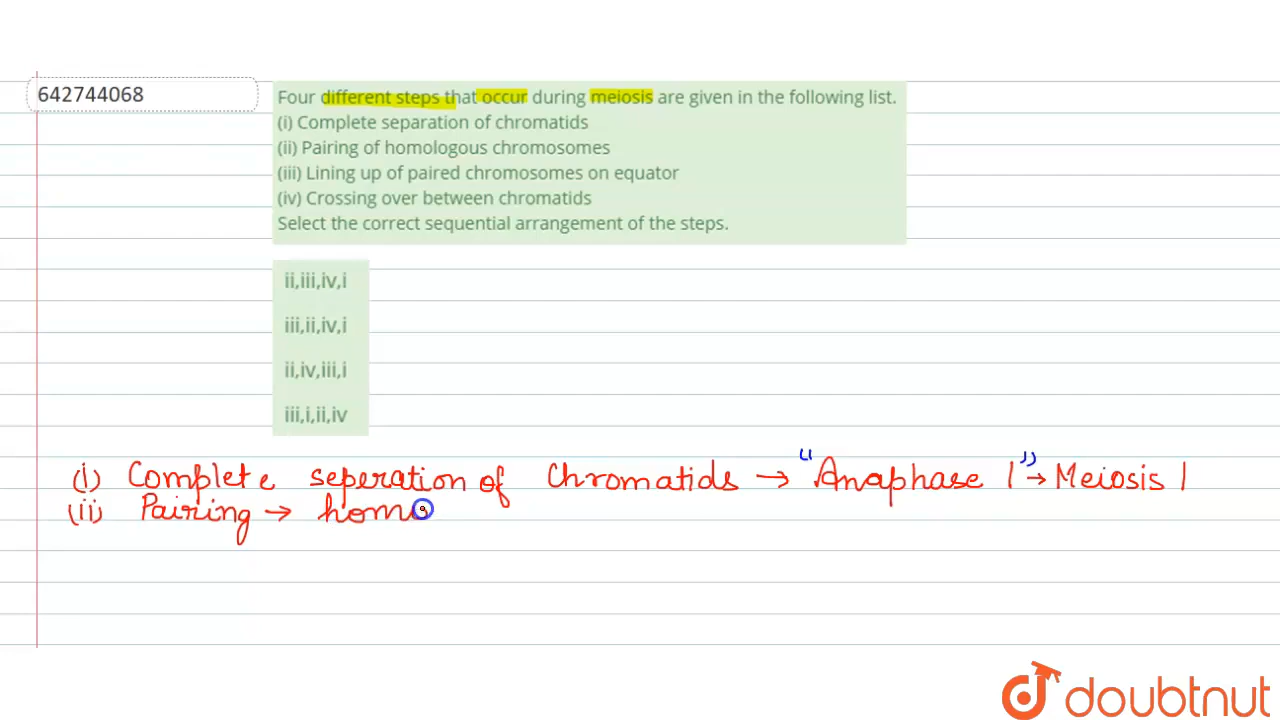 642744068
Four different steps that occur during meiosis are given in the following list.
(i) Complete separation of chromatids
(ii) Pairing of homologous chromosomes
(iii) Lining up of paired chromosomes on equator
(iv) Crossing over between chromatids
Select the correct sequential arrangement of the steps.
ii,iii,iv,i
iii,ii,iv,i
ii,iv,iii,i
iii,i,ii,iv
(i) Complete seperation of Chromatids → "Anaphase I" → Meiosis I
(ii) Pairing → homo
doubtnut